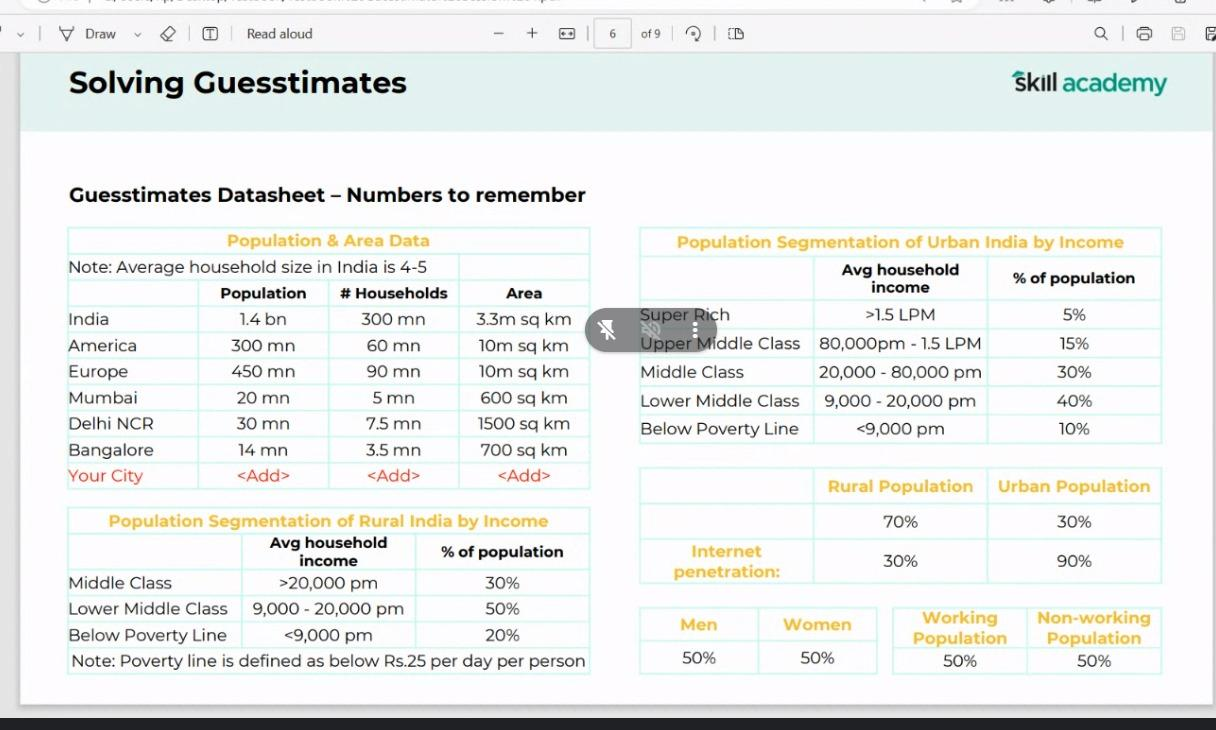 Draw
Read aloud
6 of 9
Solving Guesstimates
skill academy
Guesstimates Datasheet – Numbers to remember
Population & Area Data
Note: Average household size in India is 4-5
Population # Households Area
India 1.4 bn 300 mn 3.3m sq km
America 300 mn 60 mn 10m sq km
Europe 450 mn 90 mn 10m sq km
Mumbai 20 mn 5 mn 600 sq km
Delhi NCR 30 mn 7.5 mn 1500 sq km
Bangalore 14 mn 3.5 mn 700 sq km
Your City <Add> <Add> <Add>
Population Segmentation of Rural India by Income
Avg household
income
% of population
Middle Class >20,000 pm 30%
Lower Middle Class 9,000 - 20,000 pm 50%
Below Poverty Line <9,000 pm 20%
Note: Poverty line is defined as below Rs.25 per day per person
Population Segmentation of Urban India by Income
Avg household
income
% of population
Super Rich >1.5 LPM 5%
Upper Middle Class 80,000pm - 1.5 LPM 15%
Middle Class 20,000 - 80,000 pm 30%
Lower Middle Class 9,000 - 20,000 pm 40%
Below Poverty Line <9,000 pm 10%
Rural Population Urban Population
70% 30%
Internet
penetration:
30% 90%
Men Women
50% 50%
Working
Population
Non-working
Population
50% 50%